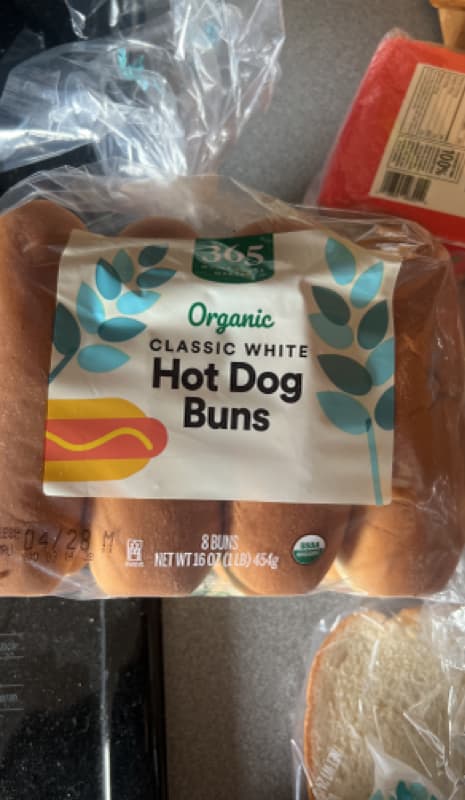 365
Organic
CLASSIC WHITE
Hot Dog
Buns
04/28 M
8 BUNS
NET WT 16 OZ (1 LB) 454g
USDA
ORGANIC
100%